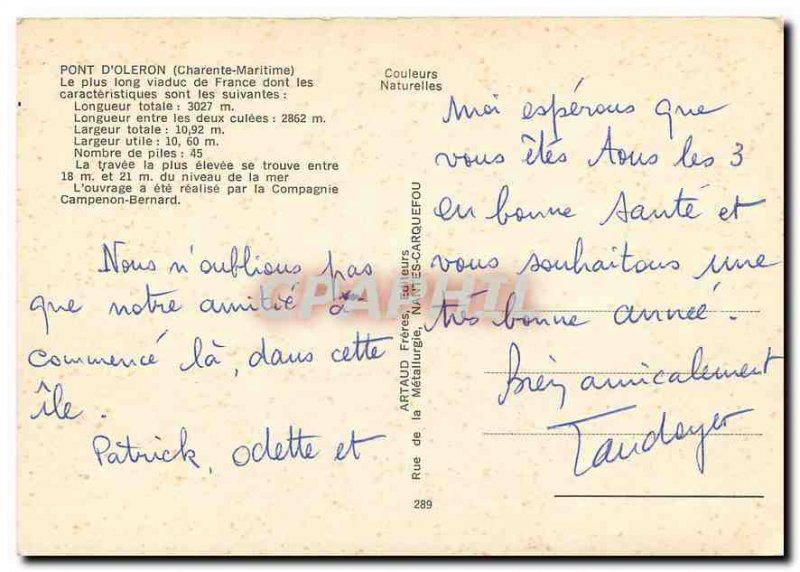 PONT D'OLERON (Charente-Maritime)
Le plus long viaduc de France dont les
caractéristiques sont les suivantes :
Longueur totale : 3027 m.
Longueur entre les deux culées : 2862 m.
Largeur totale : 10,92 m.
Largeur utile : 10, 60 m.
Nombre de piles : 45
La travée la plus élevée se trouve entre
18 m. et 21 m. du niveau de la mer
L'ouvrage a été réalisé par la Compagnie
Campenon-Bernard.
Nous n'oublions pas
que notre amitié a
commencé là, dans cette
île.
Patrick, Odette et
Couleurs
Naturelles
ARTAUD Frères, éditeurs
Rue de la Métallurgie, NANTES-CARQUEFOU
289
espérons que
vous êtes tous les 3
en bonne santé et
vous souhaitons une
très bonne année.
Bien amicalement
CPAPHIL